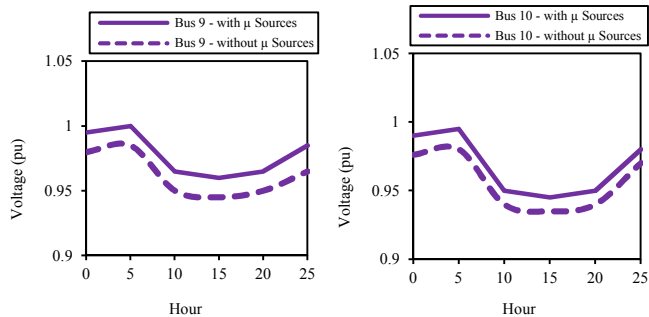 Bus 9 - with µ Sources
Bus 9 - without µ Sources
1.05
1
0.95
0.9
Voltage (pu)
0 5 10 15 20 25
Hour
Bus 10 - with µ Sources
Bus 10 - without µ Sources
1.05
1
0.95
0.9
Voltage (pu)
0 5 10 15 20 25
Hour